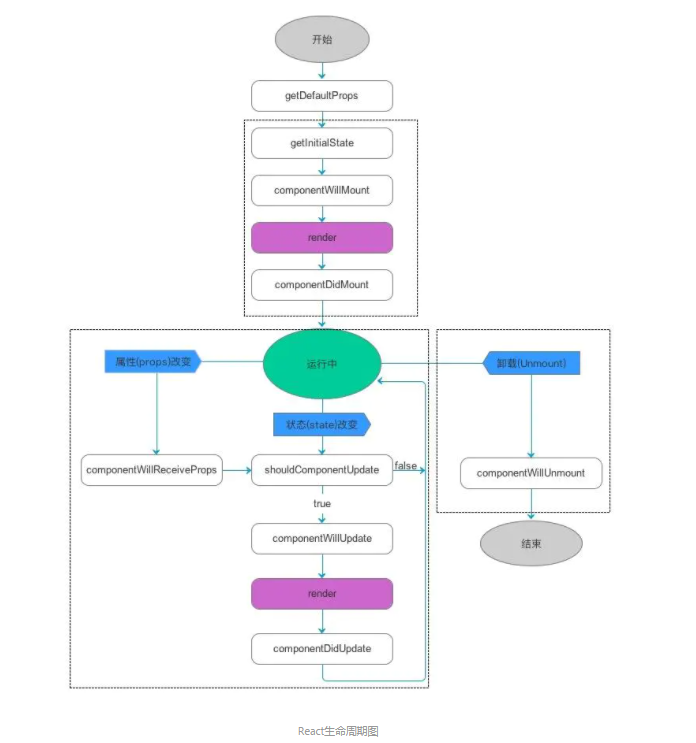 开始
getDefaultProps
getInitialState
componentWillMount
render
componentDidMount
运行中
属性(props)改变
卸载(Unmount)
状态(state)改变
componentWillReceiveProps
shouldComponentUpdate
false
componentWillUnmount
true
componentWillUpdate
结束
render
componentDidUpdate
React生命周期图